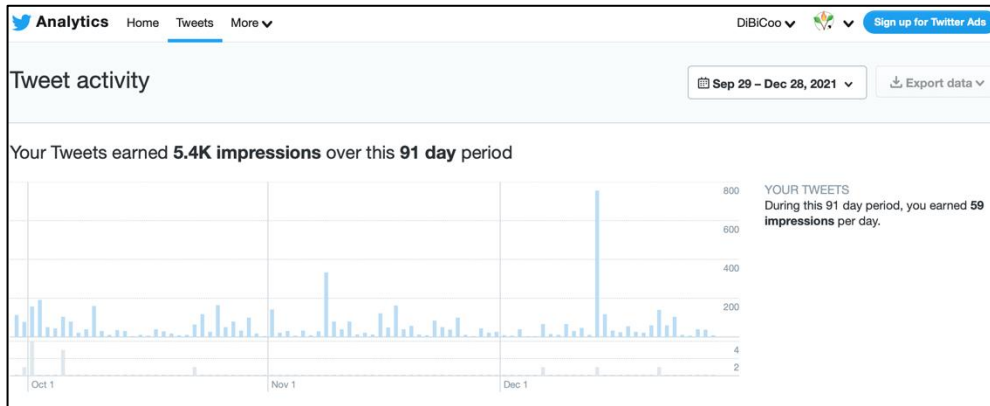 Analytics Home Tweets More
DiBiCoo
Sign up for Twitter Ads
Tweet activity
Sep 29 – Dec 28, 2021
Export data
Your Tweets earned 5.4K impressions over this 91 day period
YOUR TWEETS
During this 91 day period, you earned 59
impressions per day.
800
600
400
200
4
2
Oct 1
Nov 1
Dec 1